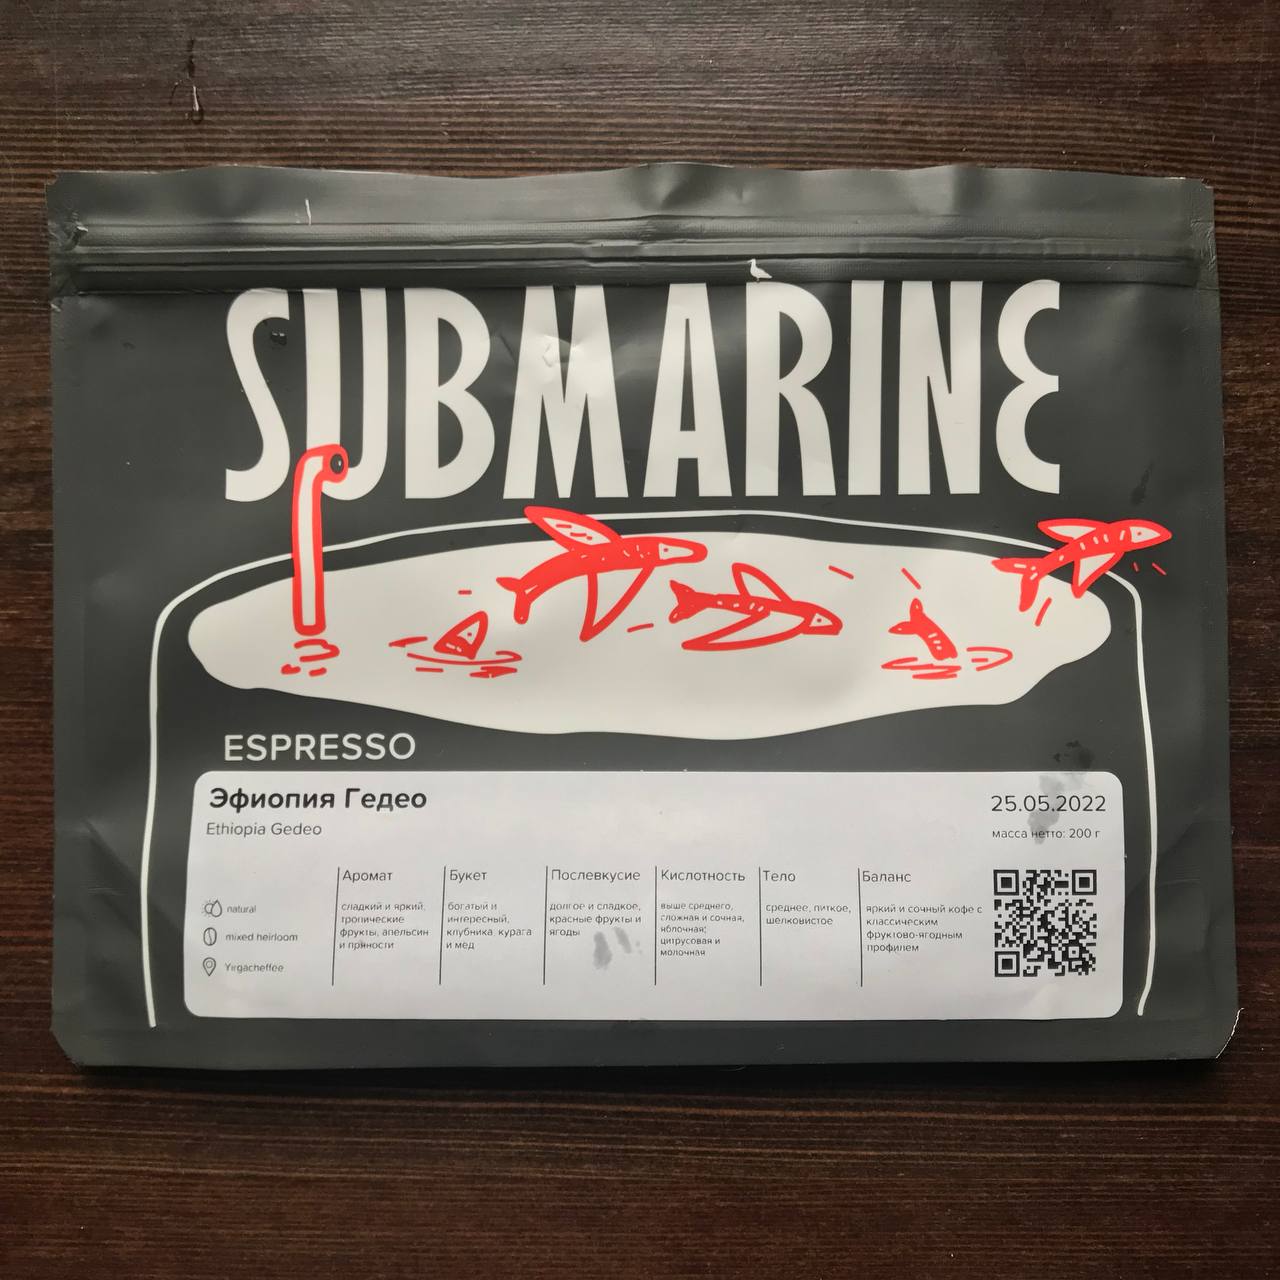 SUBMARINE
ESPRESSO
Эфиопия Гедео
Ethiopia Gedeo
25.05.2022
масса нетто: 200 г
natural
mixed heirloom
Yirgacheffee
Аромат
сладкий и яркий,
тропические
фрукты, апельсин
и пряности
Букет
богатый и
интересный,
клубника курага
и мед
Послевкусие
долгое и сладкое,
красные фрукты и
ягоды
Кислотность
выше среднего,
сложная и сочная,
яблочная;
цитрусовая и
молочная
Тело
среднее, питкое,
шелковистое
Баланс
яркий и сочный кофе с
классическим
фруктово-ягодным
профилем